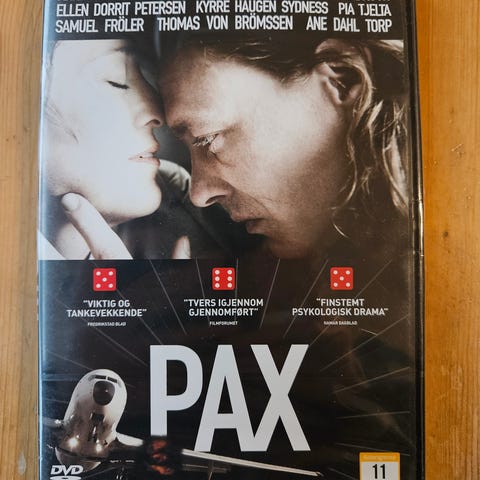 ELLEN DORRIT PETERSEN KYRRE HAUGEN SYDNESS PIA TJELTA
SAMUEL FRÖLER THOMAS VON BRÖMSSEN ANE DAHL TORP
"VIKTIG OG
TANKEVEKKENDE"
FREDRIKSTAD BLAD
"TVERS IGJENNOM
GJENNOMFØRT"
FILMFORUMET
"FINSTEMT
PSYKOLOGISK DRAMA"
HAMAR DAGBLAD
PAX
DVD
11